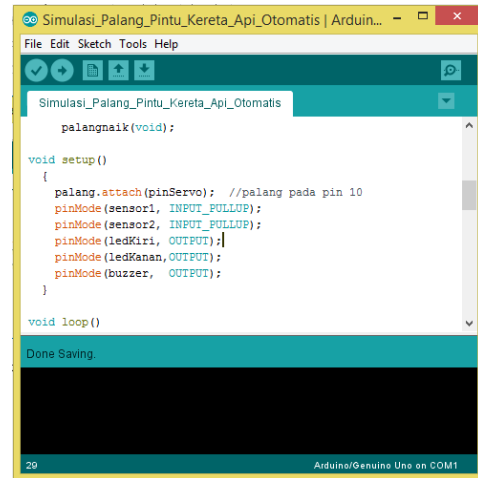 Simulasi_Palang_Pintu_Kereta_Api_Otomatis | Arduin...
File Edit Sketch Tools Help
Simulasi_Palang_Pintu_Kereta_Api_Otomatis
palangnaik(void);
void setup()
{
palang.attach(pinServo);  //palang pada pin 10
pinMode(sensor1, INPUT_PULLUP);
pinMode(sensor2, INPUT_PULLUP);
pinMode(ledKiri, OUTPUT);
pinMode(ledKanan,OUTPUT);
pinMode(buzzer,  OUTPUT);
}
void loop()
Done Saving.
29
Arduino/Genuino Uno on COM1